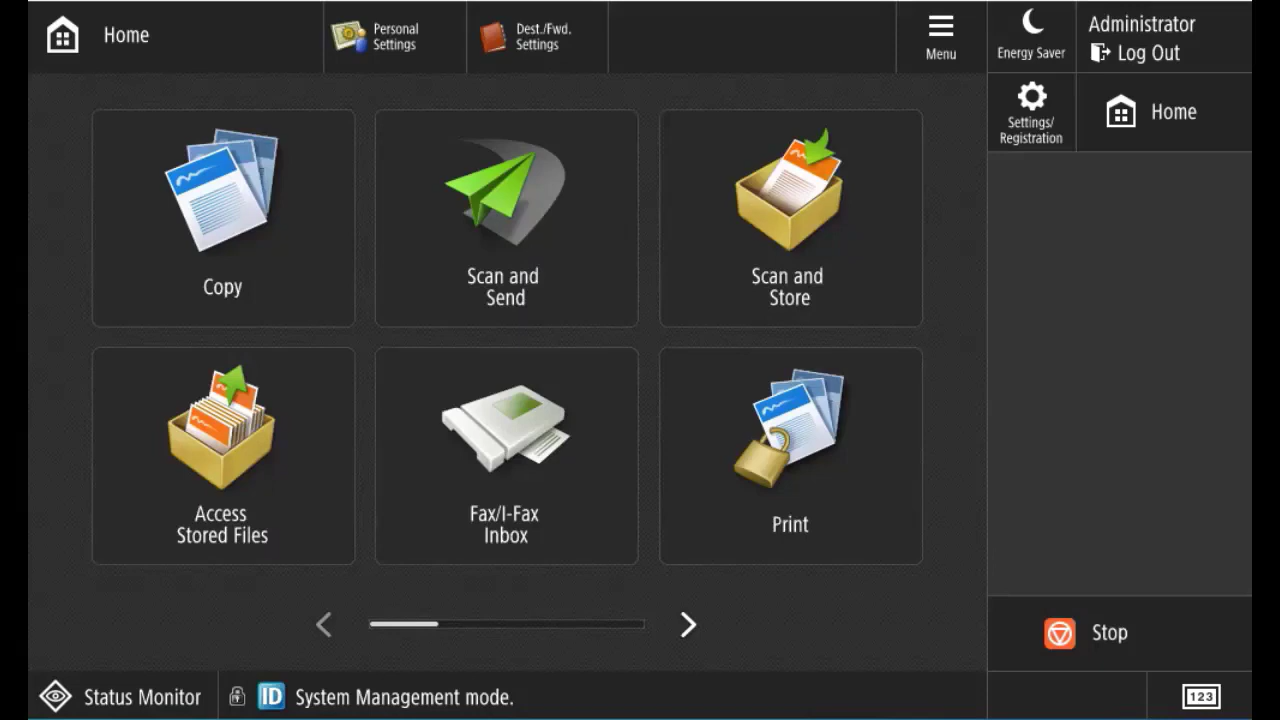 Home
Personal
Settings
Dest./Fwd.
Settings
Menu
Energy Saver
Administrator
Log Out
Settings/
Registration
Home
Copy
Scan and
Send
Scan and
Store
Access
Stored Files
Fax/I-Fax
Inbox
Print
Stop
Status Monitor
ID
System Management mode.
123